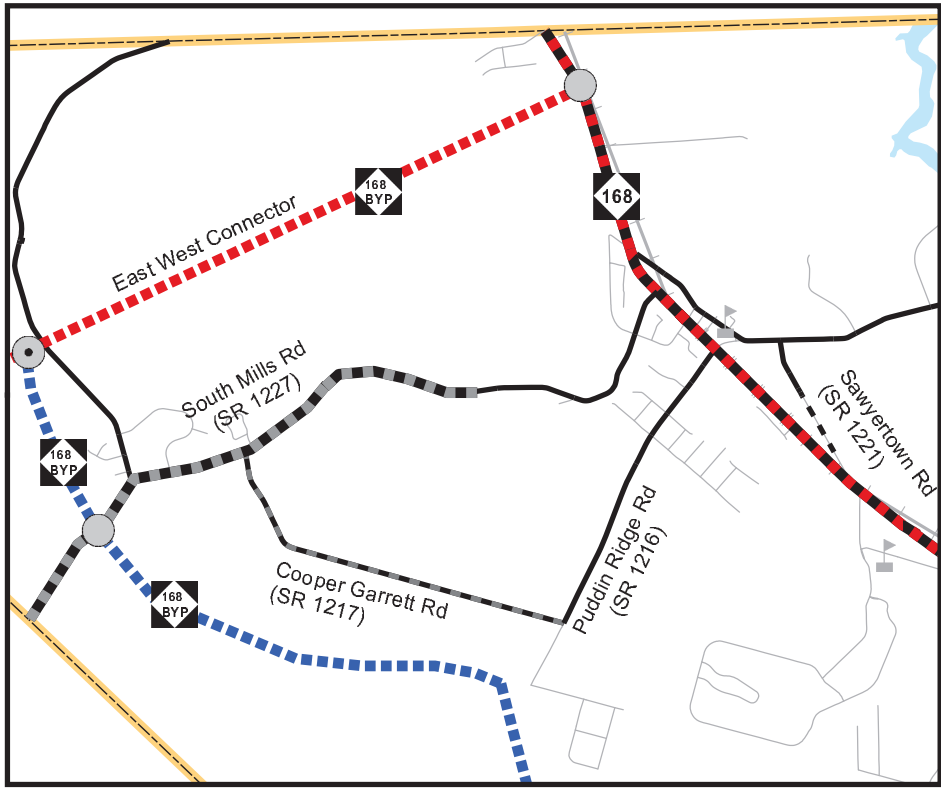 168
BYP
168
East West Connector
South Mills Rd
(SR 1227)
Sawyertown Rd
(SR 1221)
168
BYP
Puddin Ridge Rd
(SR 1216)
Cooper Garrett Rd
(SR 1217)
168
BYP